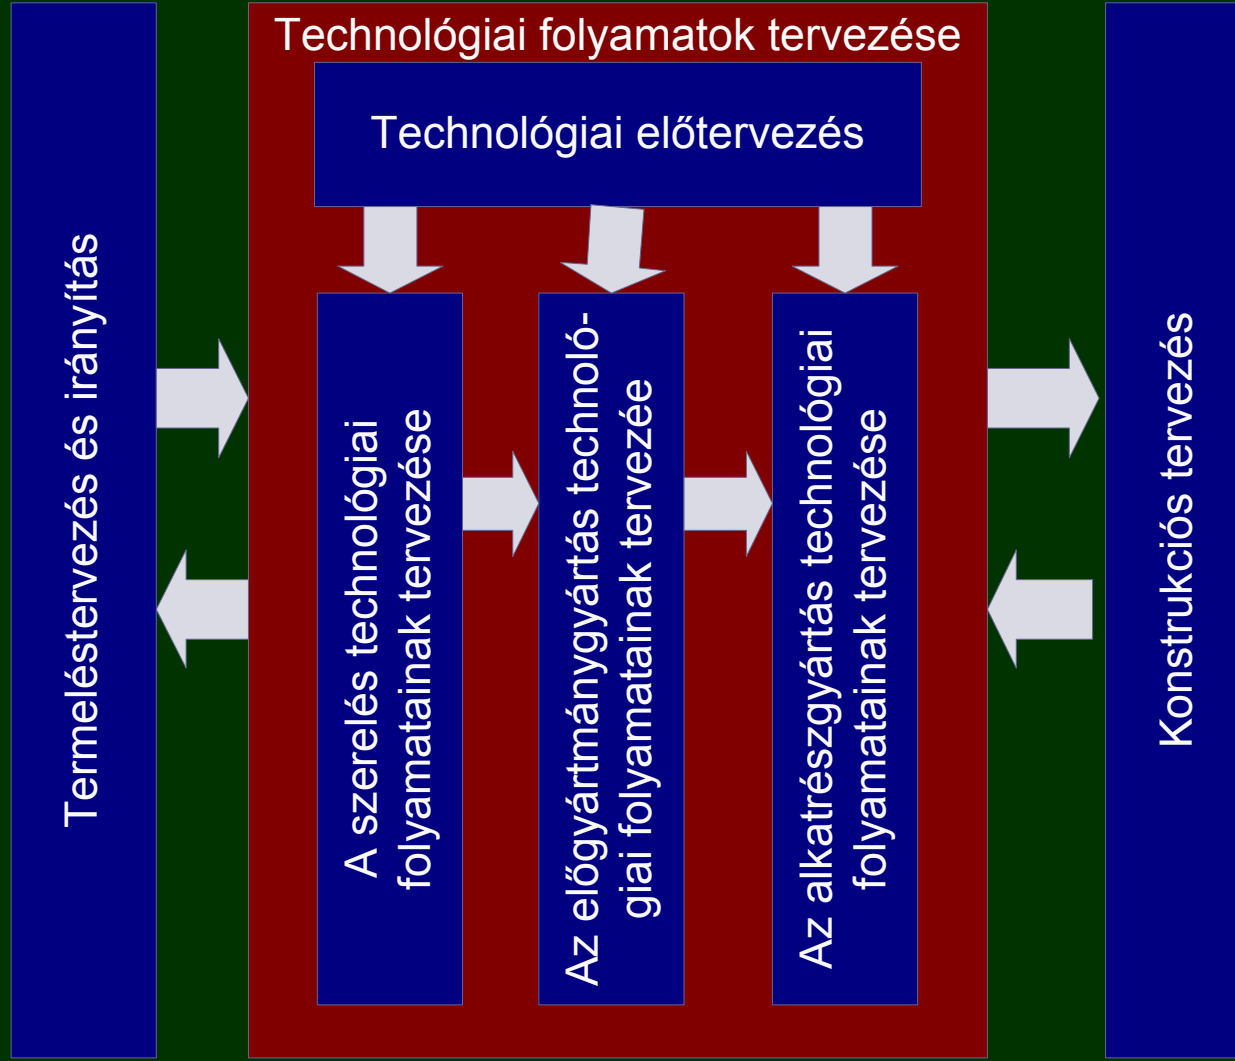 Technológiai folyamatok tervezése
Technológiai előtervezés
Termeléstervezés és irányítás
A szerelés technológiai
folyamatainak tervezése
Az előgyártmánygyártás technoló-
giai folyamatainak tervezée
Az alkatrészgyártás technológiai
folyamatainak tervezése
Konstrukciós tervezés